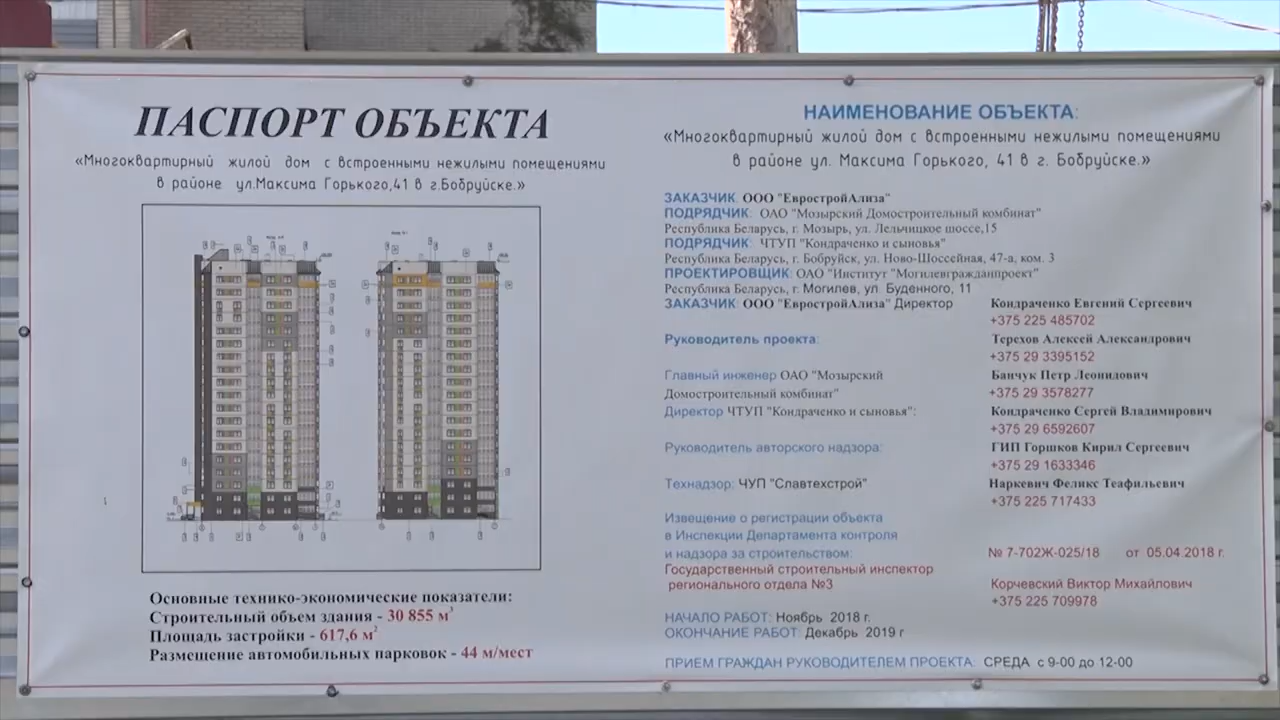 ПАСПОРТ ОБЪЕКТА
«Многоквартирный жилой дом с встроенными нежилыми помещениями
в районе ул.Максима Горького,41 в г.Бобруйске.»
Основные технико-экономические показатели:
Строительный объем здания - 30 855 м³
Площадь застройки - 617,6 м²
Размещение автомобильных парковок - 44 м/мест
НАИМЕНОВАНИЕ ОБЪЕКТА:
«Многоквартирный жилой дом с встроенными нежилыми помещениями
в районе ул. Максима Горького, 41 в г. Бобруйске.»
ЗАКАЗЧИК: ООО "ЕвростройАлиза"
ПОДРЯДЧИК: ОАО "Мозырский Домостроительный комбинат"
Республика Беларусь, г. Мозырь, ул. Лельчицкое шоссе,15
ПОДРЯДЧИК: ЧТУП "Кондраченко и сыновья"
Республика Беларусь, г. Бобруйск, ул. Ново-Шоссейная, 47-а, ком. 3
ПРОЕКТИРОВЩИК: ОАО "Институт "Могилевгражданпроект"
Республика Беларусь, г. Могилев, ул. Буденного, 11
ЗАКАЗЧИК: ООО "ЕвростройАлиза" Директор Кондраченко Евгений Сергеевич
+375 225 485702
Руководитель проекта: Терехов Алексей Александрович
+375 29 3395152
Главный инженер ОАО "Мозырский Банчук Петр Леонидович
Домостроительный комбинат" +375 29 3578277
Директор ЧТУП "Кондраченко и сыновья": Кондраченко Сергей Владимирович
+375 29 6592607
Руководитель авторского надзора: ГИП Горшков Кирил Сергеевич
+375 29 1633346
Технадзор: ЧУП "Славтехстрой" Наркевич Феликс Теафильевич
+375 225 717433
Извещение о регистрации объекта
в Инспекции Департамента контроля
и надзора за строительством: № 7-702Ж-025/18 от 05.04.2018 г.
Государственный строительный инспектор
регионального отдела №3 Корчевский Виктор Михайлович
+375 225 709978
НАЧАЛО РАБОТ: Ноябрь 2018 г.
ОКОНЧАНИЕ РАБОТ: Декабрь 2019 г
ПРИЕМ ГРАЖДАН РУКОВОДИТЕЛЕМ ПРОЕКТА: СРЕДА с 9-00 до 12-00